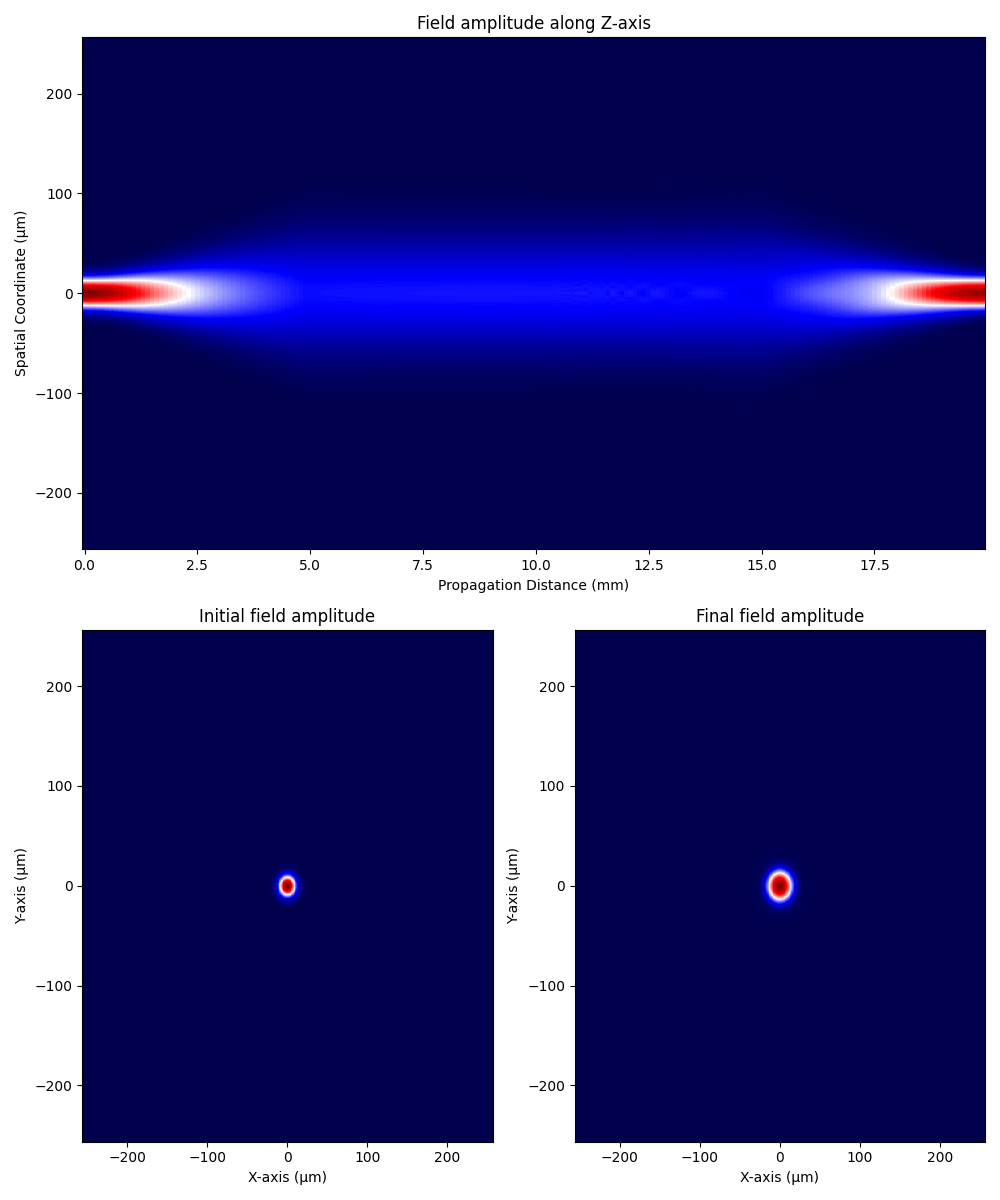 Field amplitude along Z-axis
Spatial Coordinate (μm)
200
100
0
−100
−200
0.0 2.5 5.0 7.5 10.0 12.5 15.0 17.5
Propagation Distance (mm)
Initial field amplitude
Y-axis (μm)
200
100
0
−100
−200
−200 −100 0 100 200
X-axis (μm)
Final field amplitude
Y-axis (μm)
200
100
0
−100
−200
−200 −100 0 100 200
X-axis (μm)